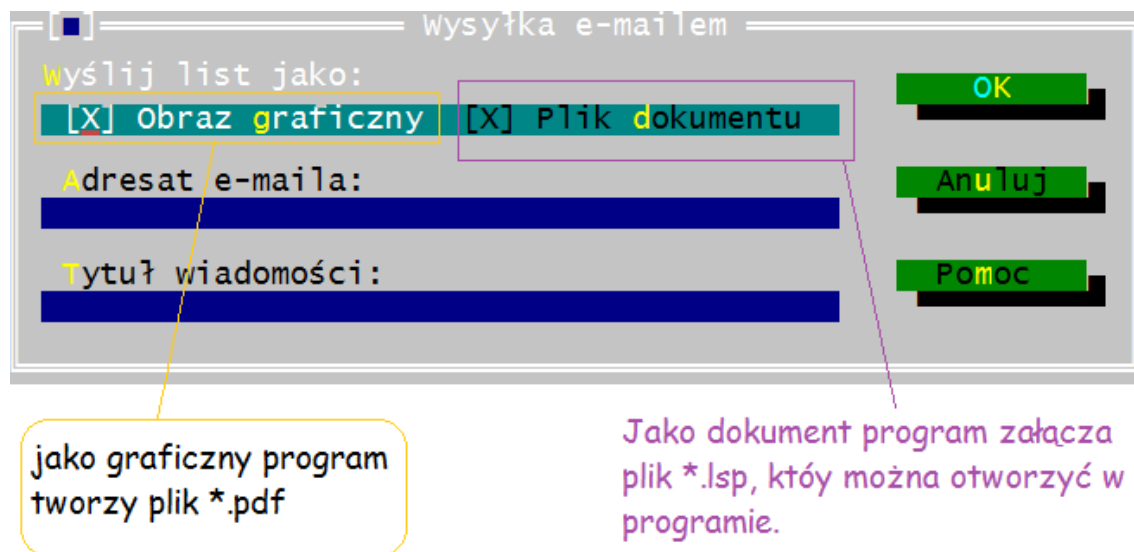 [■] Wysyłka e-mailem
Wyślij list jako:
[X] Obraz graficzny [X] Plik dokumentu
OK
Adresat e-maila:
Anuluj
Tytuł wiadomości:
Pomoc
jako graficzny program
tworzy plik *.pdf
Jako dokument program załącza
plik *.lsp, któy można otworzyć w
programie.